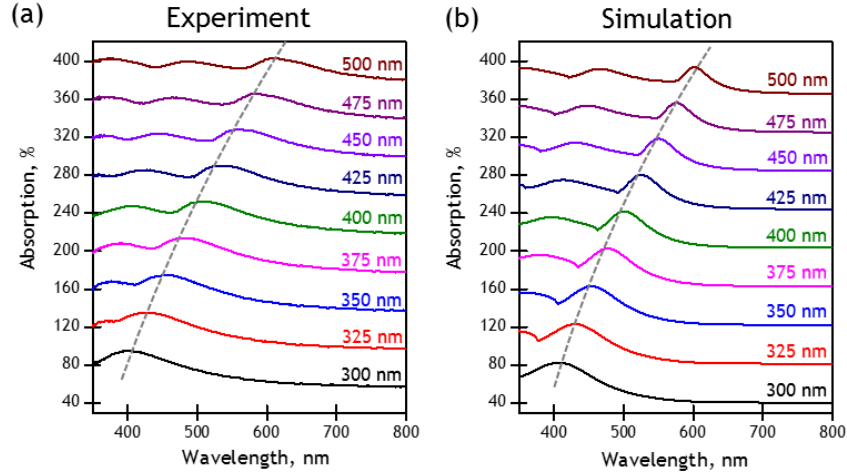 (a) Experiment
Absorption, %
400
360
320
280
240
200
160
120
80
40
500 nm
475 nm
450 nm
425 nm
400 nm
375 nm
350 nm
325 nm
300 nm
400 500 600 700 800
Wavelength, nm
(b) Simulation
Absorption, %
400
360
320
280
240
200
160
120
80
40
500 nm
475 nm
450 nm
425 nm
400 nm
375 nm
350 nm
325 nm
300 nm
400 500 600 700 800
Wavelength, nm